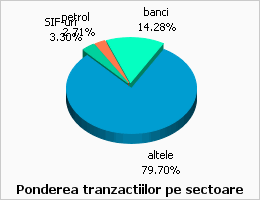 banci
14.28%
petrol
2.71%
SIF-uri
3.30%
altele
79.70%
Ponderea tranzactiilor pe sectoare